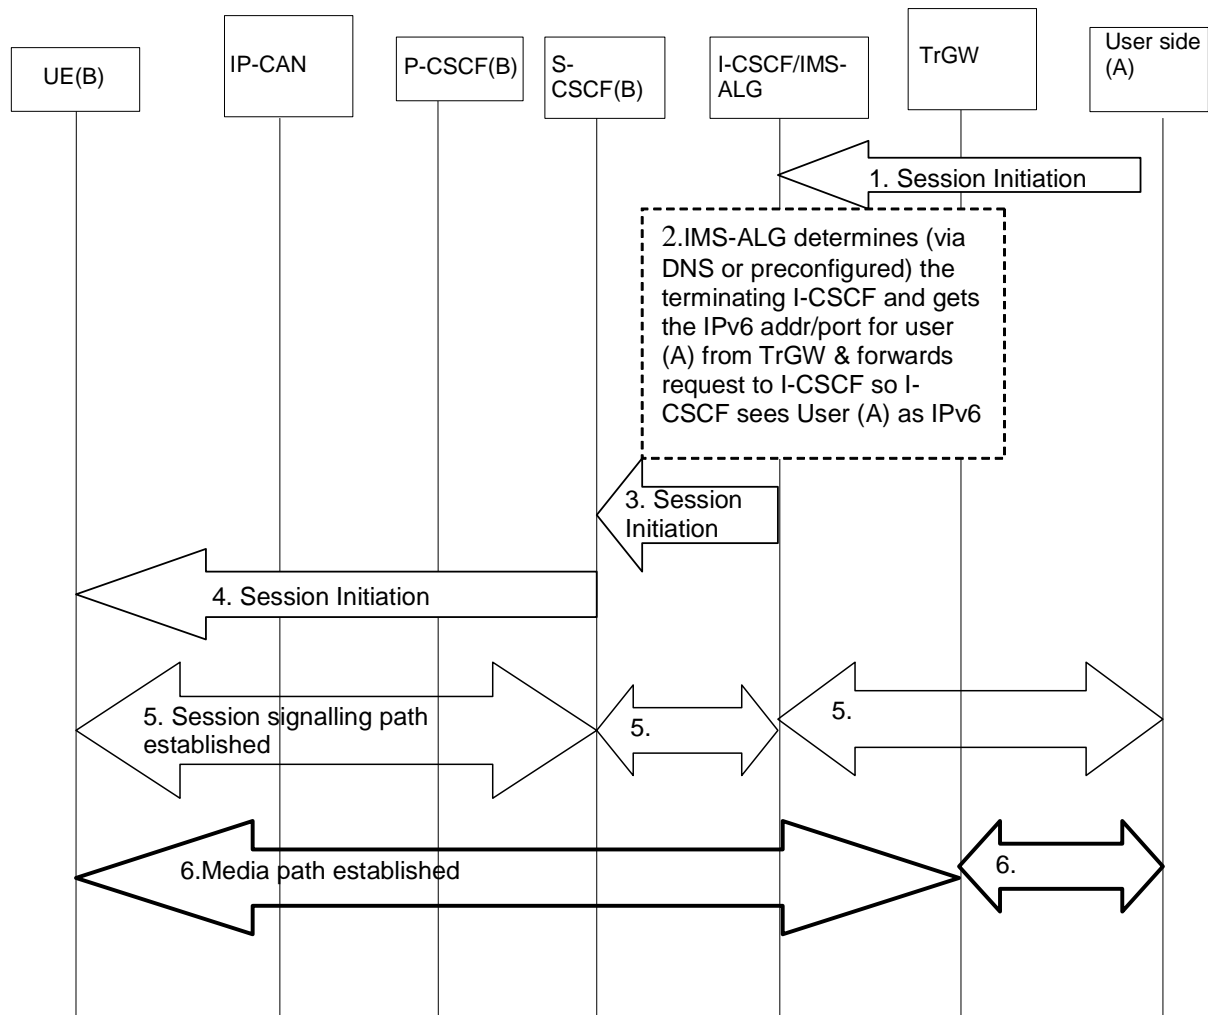 UE(B)
IP-CAN
P-CSCF(B)
S-
CSCF(B)
I-CSCF/IMS-
ALG
TrGW
User side
(A)
1. Session Initiation
2.IMS-ALG determines (via
DNS or preconfigured) the
terminating I-CSCF and gets
the IPv6 addr/port for user
(A) from TrGW & forwards
request to I-CSCF so I-
CSCF sees User (A) as IPv6
3. Session
Initiation
4. Session Initiation
5. Session signalling path
established
5.
5.
6.Media path established
6.